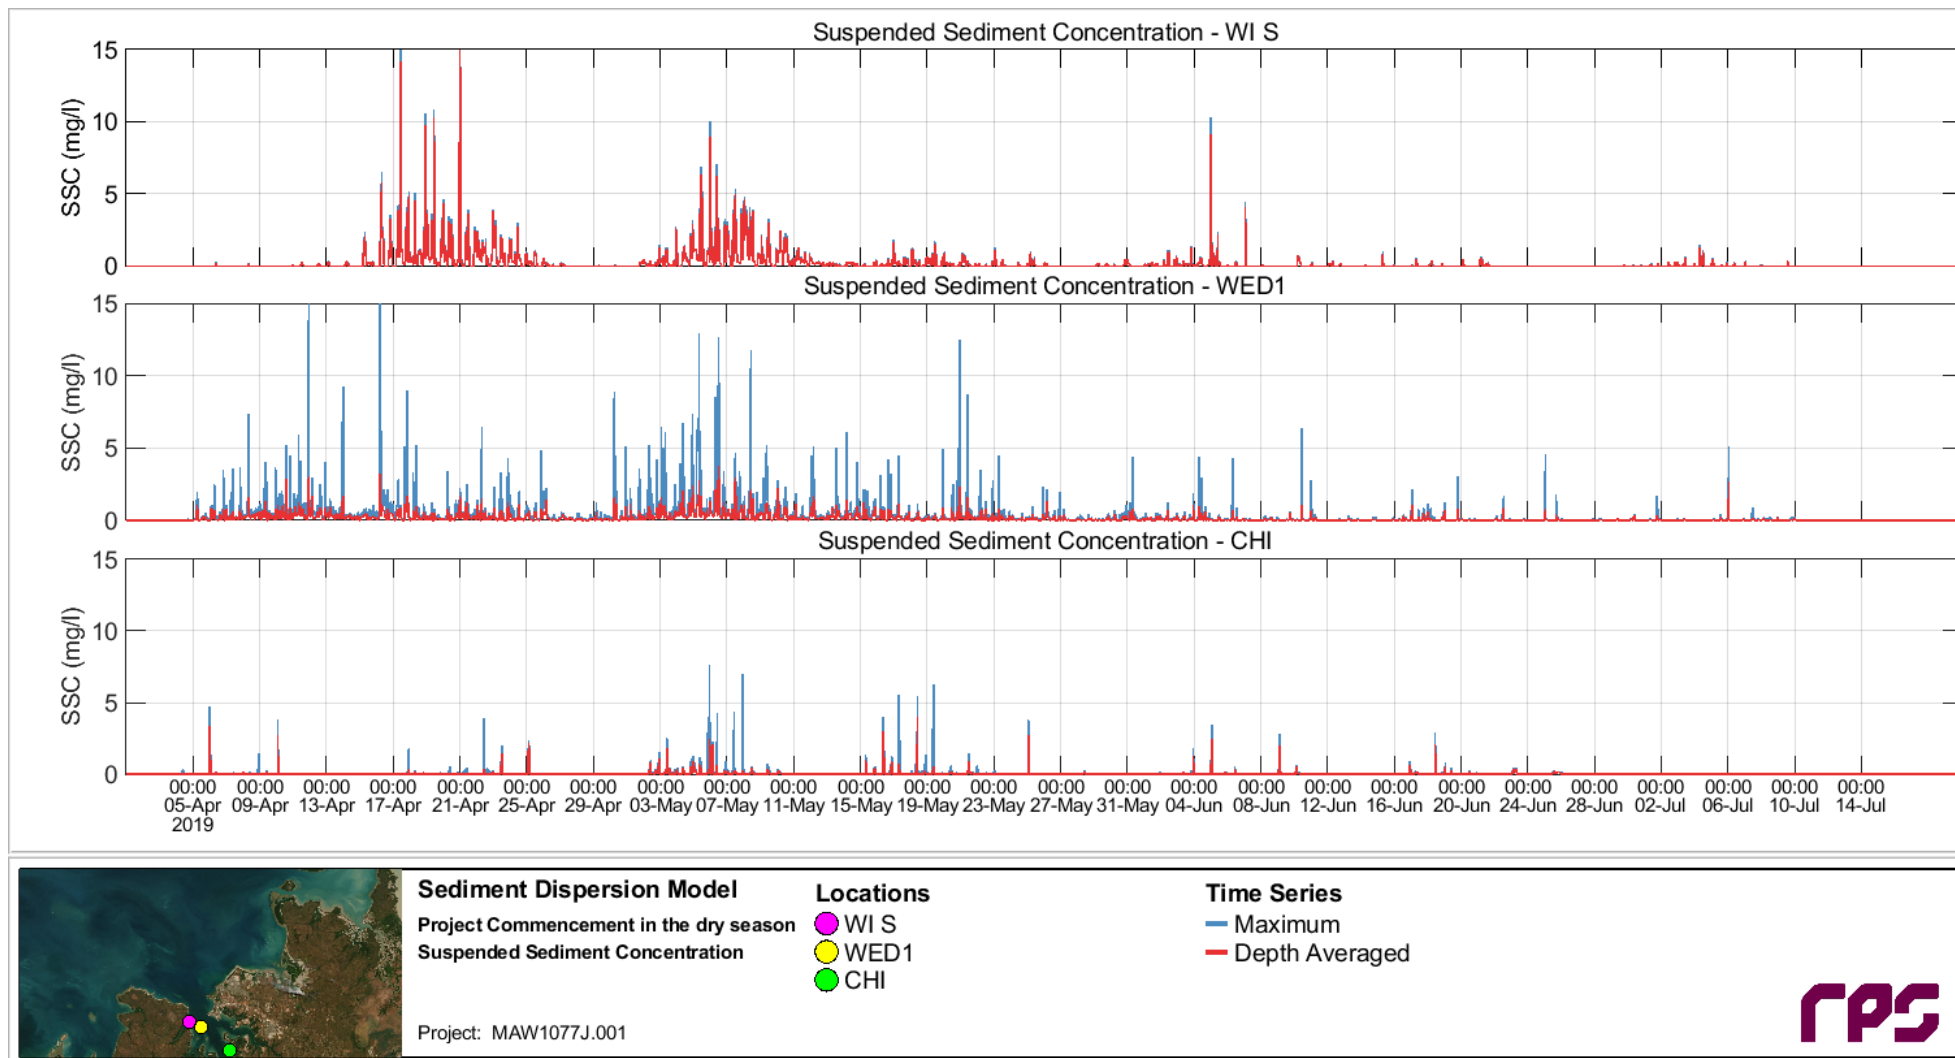 Suspended Sediment Concentration - WI S
15
10
5
0
SSC (mg/l)
Suspended Sediment Concentration - WED1
15
10
5
0
SSC (mg/l)
Suspended Sediment Concentration - CHI
15
10
5
0
SSC (mg/l)
00:00 00:00 00:00 00:00 00:00 00:00 00:00 00:00 00:00 00:00 00:00 00:00 00:00 00:00 00:00 00:00 00:00 00:00 00:00 00:00 00:00 00:00 00:00 00:00 00:00 00:00
05-Apr 09-Apr 13-Apr 17-Apr 21-Apr 25-Apr 29-Apr 03-May 07-May 11-May 15-May 19-May 23-May 27-May 31-May 04-Jun 08-Jun 12-Jun 16-Jun 20-Jun 24-Jun 28-Jun 02-Jul 06-Jul 10-Jul 14-Jul
2019
Sediment Dispersion Model
Project Commencement in the dry season
Suspended Sediment Concentration
Project: MAW1077J.001
Locations
WI S
WED1
CHI
Time Series
Maximum
Depth Averaged
rps